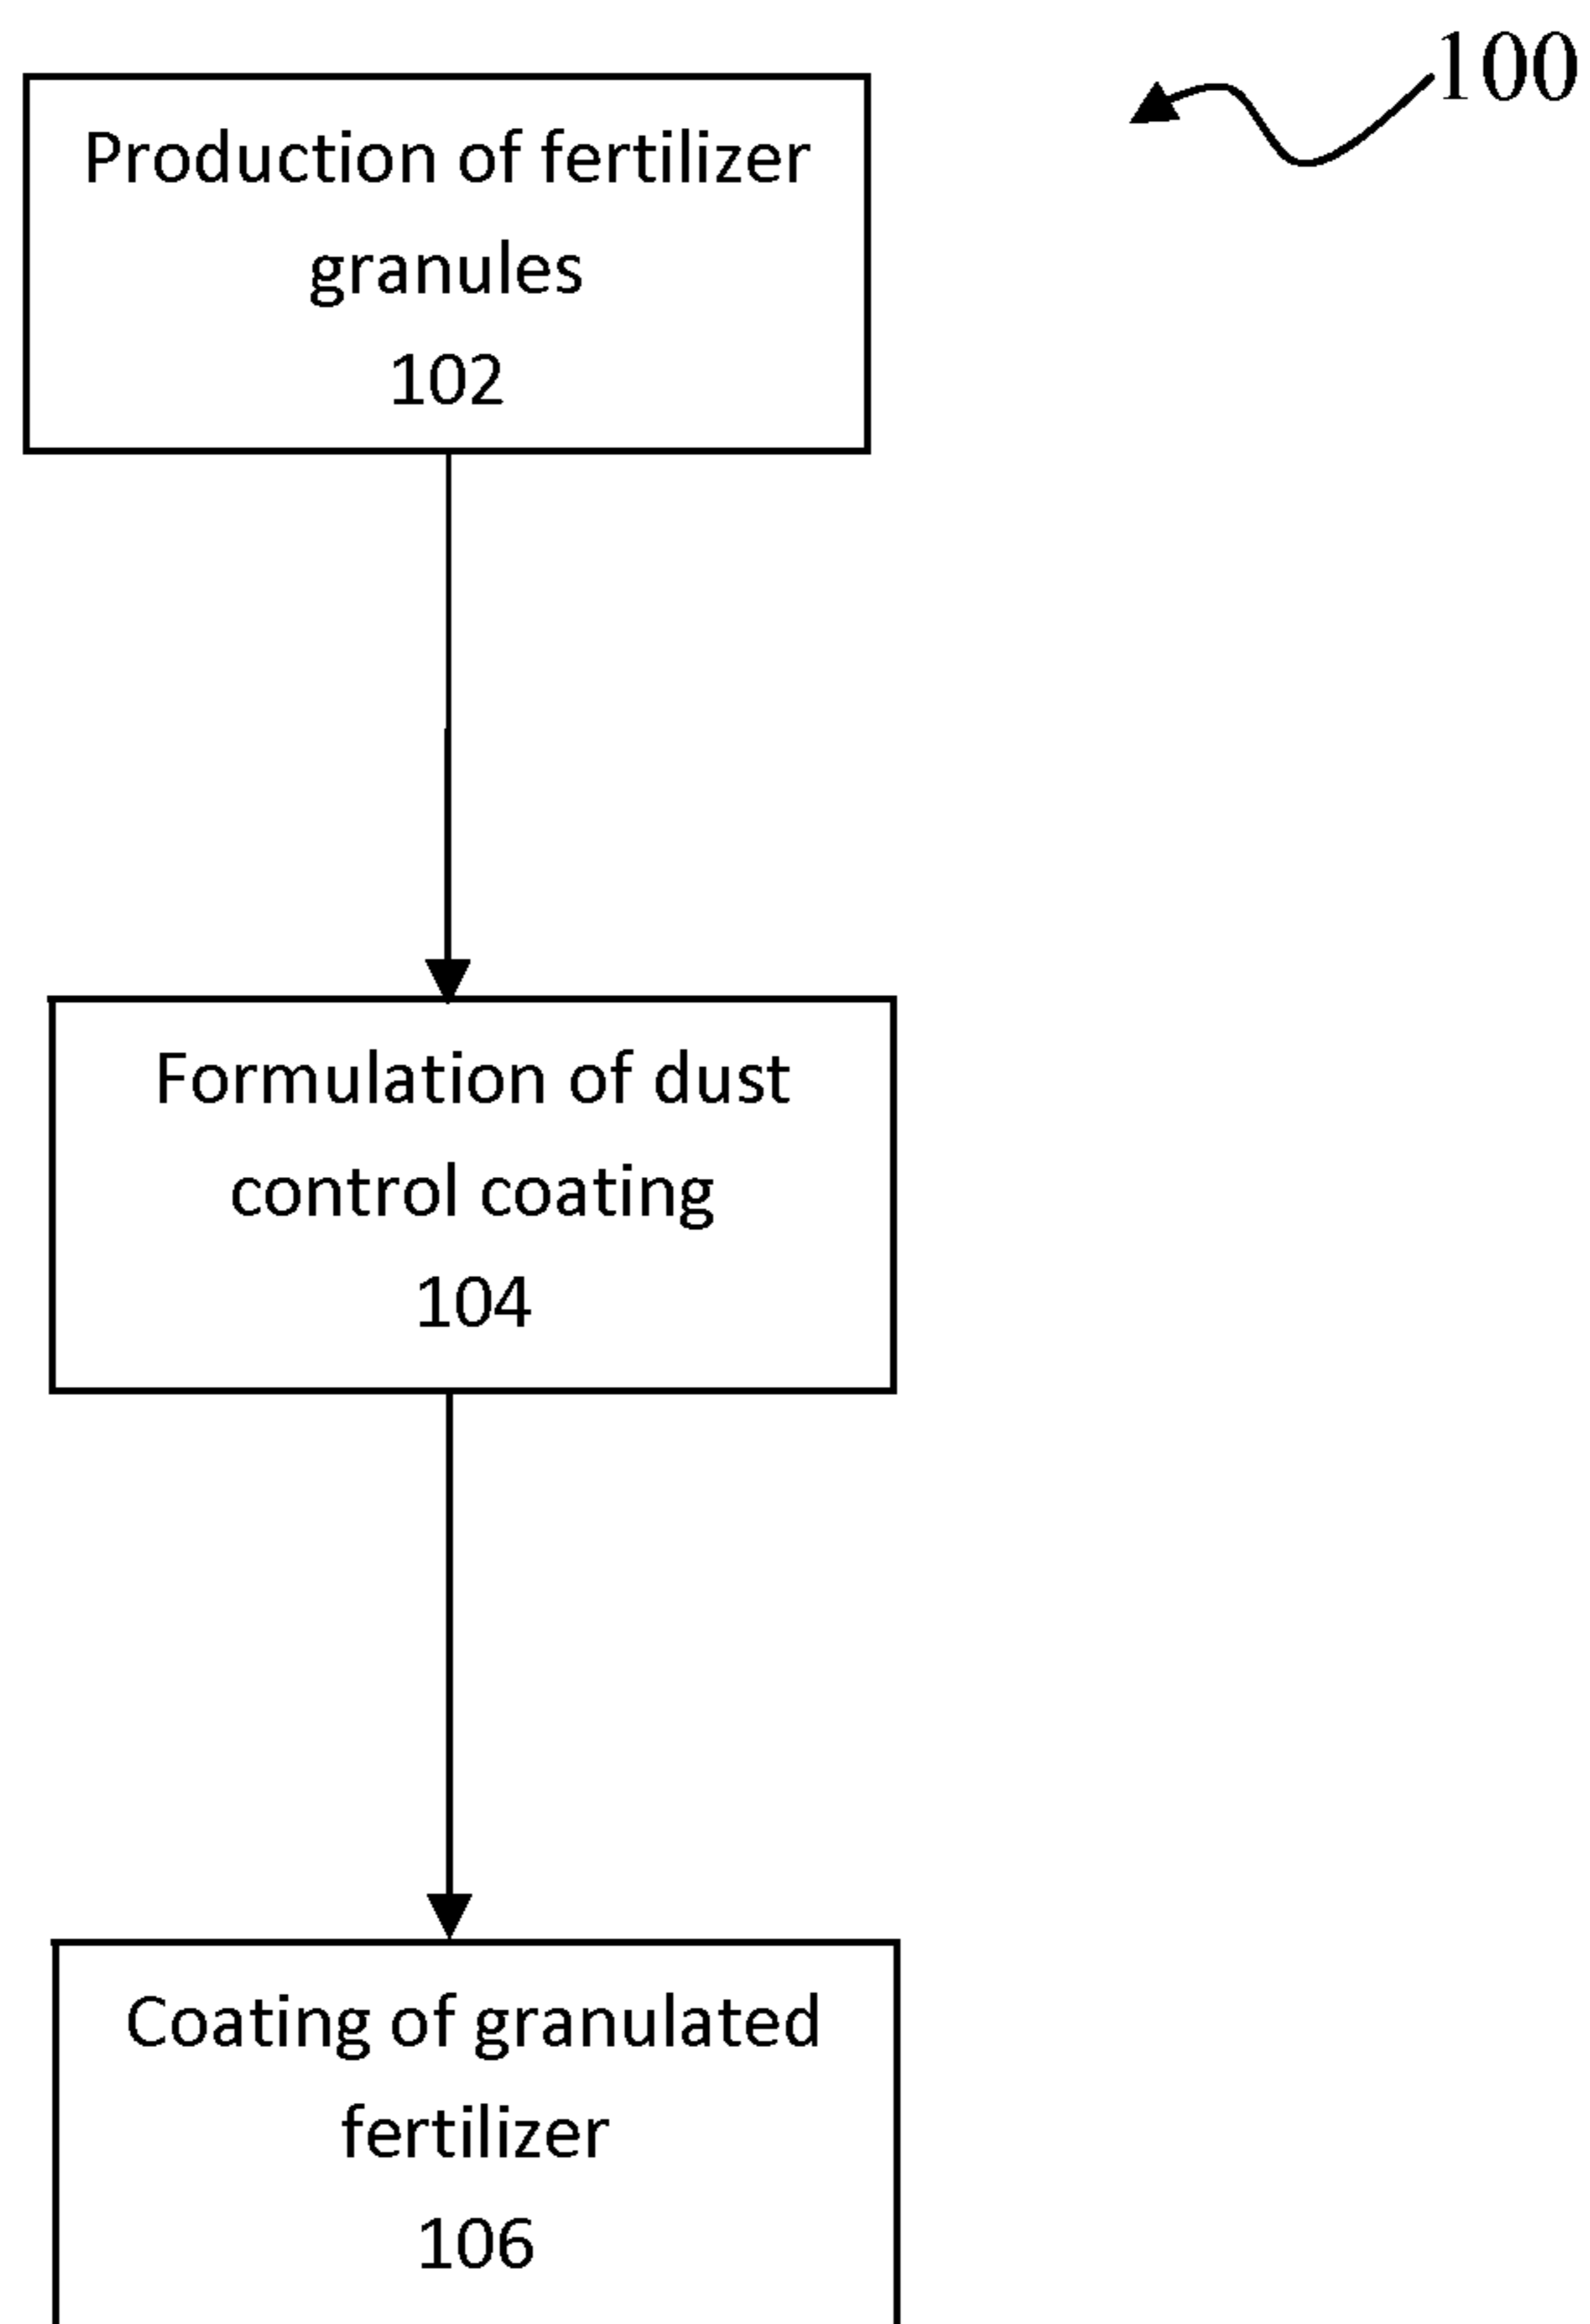 100
Production of fertilizer
granules
102
Formulation of dust
control coating
104
Coating of granulated
fertilizer
106